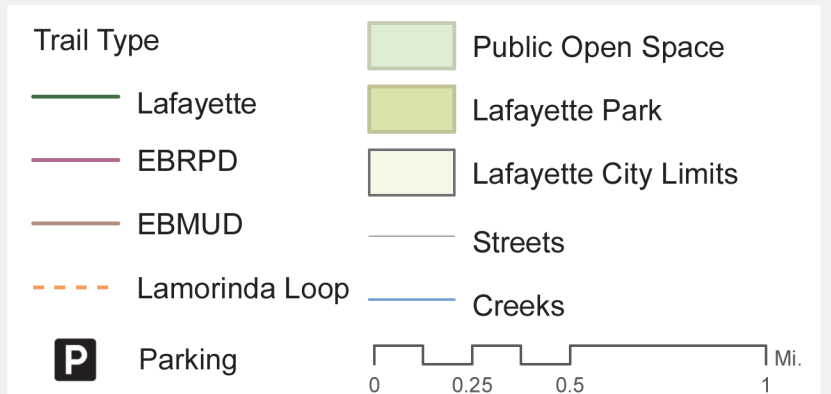 Trail Type
Lafayette
EBRPD
EBMUD
Lamorinda Loop
P Parking
Public Open Space
Lafayette Park
Lafayette City Limits
Streets
Creeks
Mi.
0 0.25 0.5 1